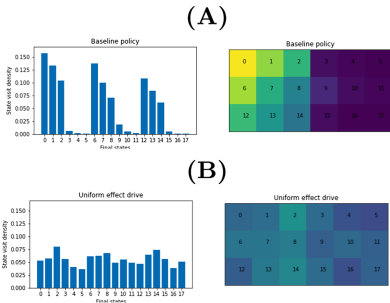 (A)
Baseline policy
State visit density
0.150
0.125
0.100
0.075
0.050
0.025
0.000
0 1 2 3 4 5 6 7 8 9 10 11 12 13 14 15 16 17
Final states
Baseline policy
0 1 2
6 7 8 9 10 11
12 13 14 15
(B)
Uniform effect drive
State visit density
0.150
0.125
0.100
0.075
0.050
0.025
0.000
0 1 2 3 4 5 6 7 8 9 10 11 12 13 14 15 16 17
Final states
Uniform effect drive
0 1 2 3 4 5
6 7 8 9 10 11
12 13 14 15 16 17